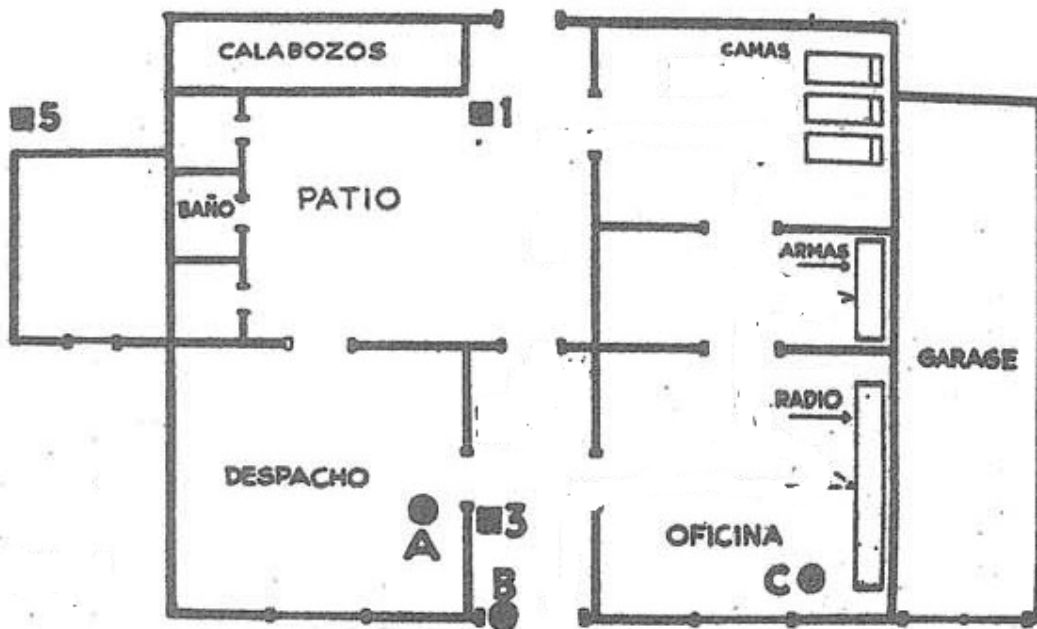 CALABOZOS
CAMAS
5
1
BAÑO
PATIO
ARMAS
GARAGE
RADIO
DESPACHO
3
A
OFICINA
B
C